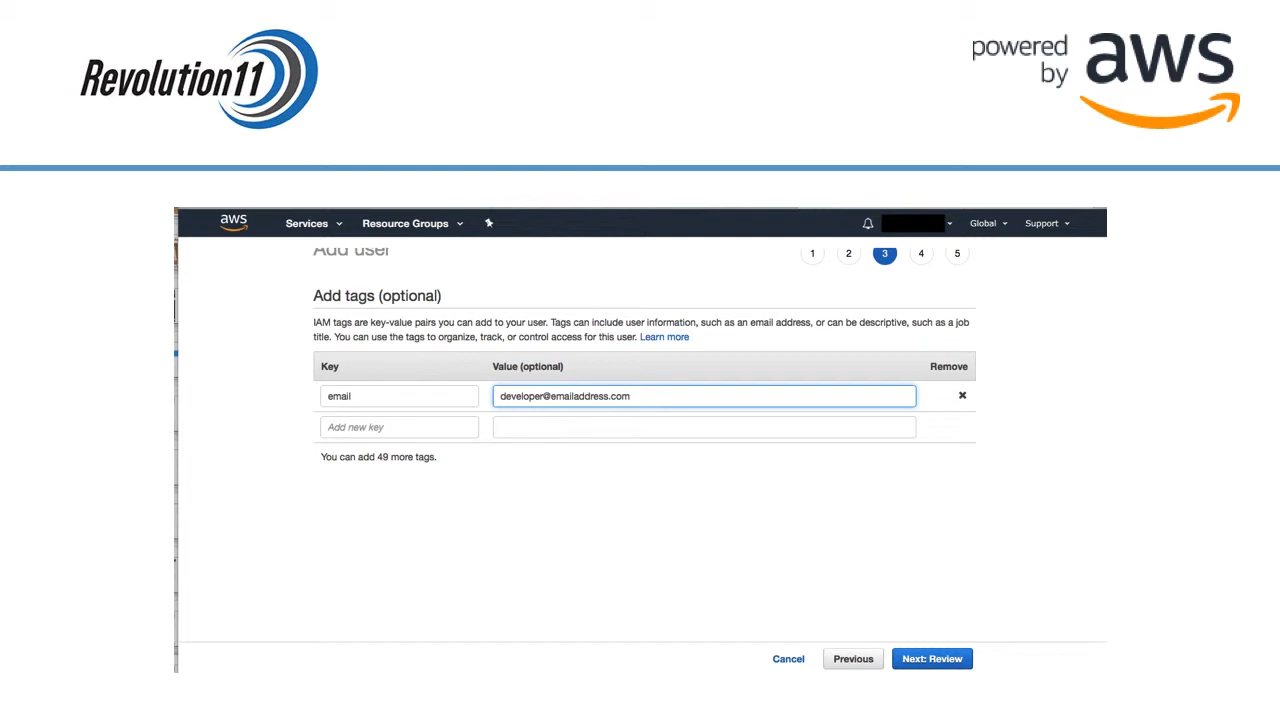 Revolution11
powered by aws
aws Services Resource Groups Global Support
Add user 1 2 3 4 5
Add tags (optional)
IAM tags are key-value pairs you can add to your user. Tags can include user information, such as an email address, or can be descriptive, such as a job
title. You can use the tags to organize, track, or control access for this user. Learn more
Key Value (optional) Remove
email developer@emailaddress.com
Add new key
You can add 49 more tags.
Cancel Previous Next: Review